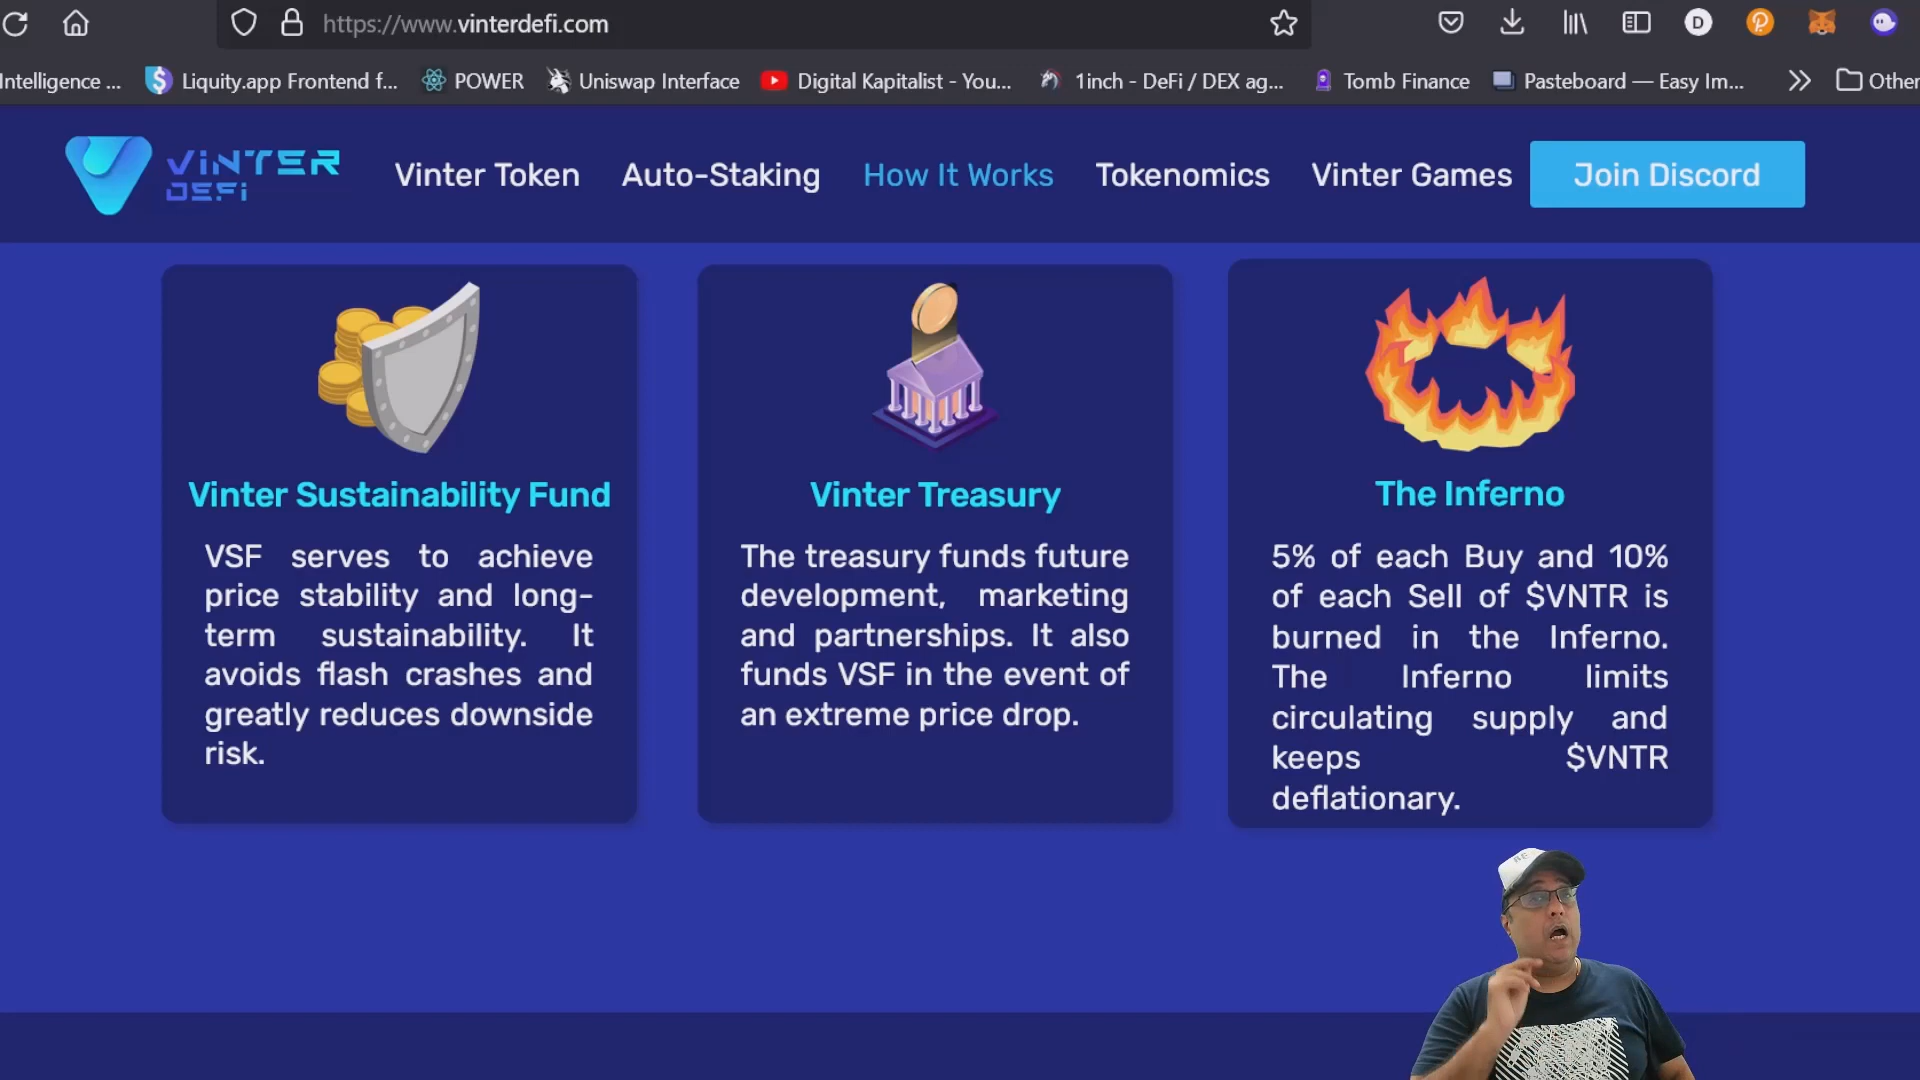 https://www.vinterdefi.com
Intelligence ...
Liquity.app Frontend f...
POWER
Uniswap Interface
Digital Kapitalist - You...
1inch - DeFi / DEX ag...
Tomb Finance
Pasteboard — Easy Im...
Other
VINTER
DEFI
Vinter Token
Auto-Staking
How It Works
Tokenomics
Vinter Games
Join Discord
Vinter Sustainability Fund
VSF serves to achieve
price stability and long-
term sustainability. It
avoids flash crashes and
greatly reduces downside
risk.
Vinter Treasury
The treasury funds future
development, marketing
and partnerships. It also
funds VSF in the event of
an extreme price drop.
The Inferno
5% of each Buy and 10%
of each Sell of $VNTR is
burned in the Inferno.
The Inferno limits
circulating supply and
keeps $VNTR
deflationary.